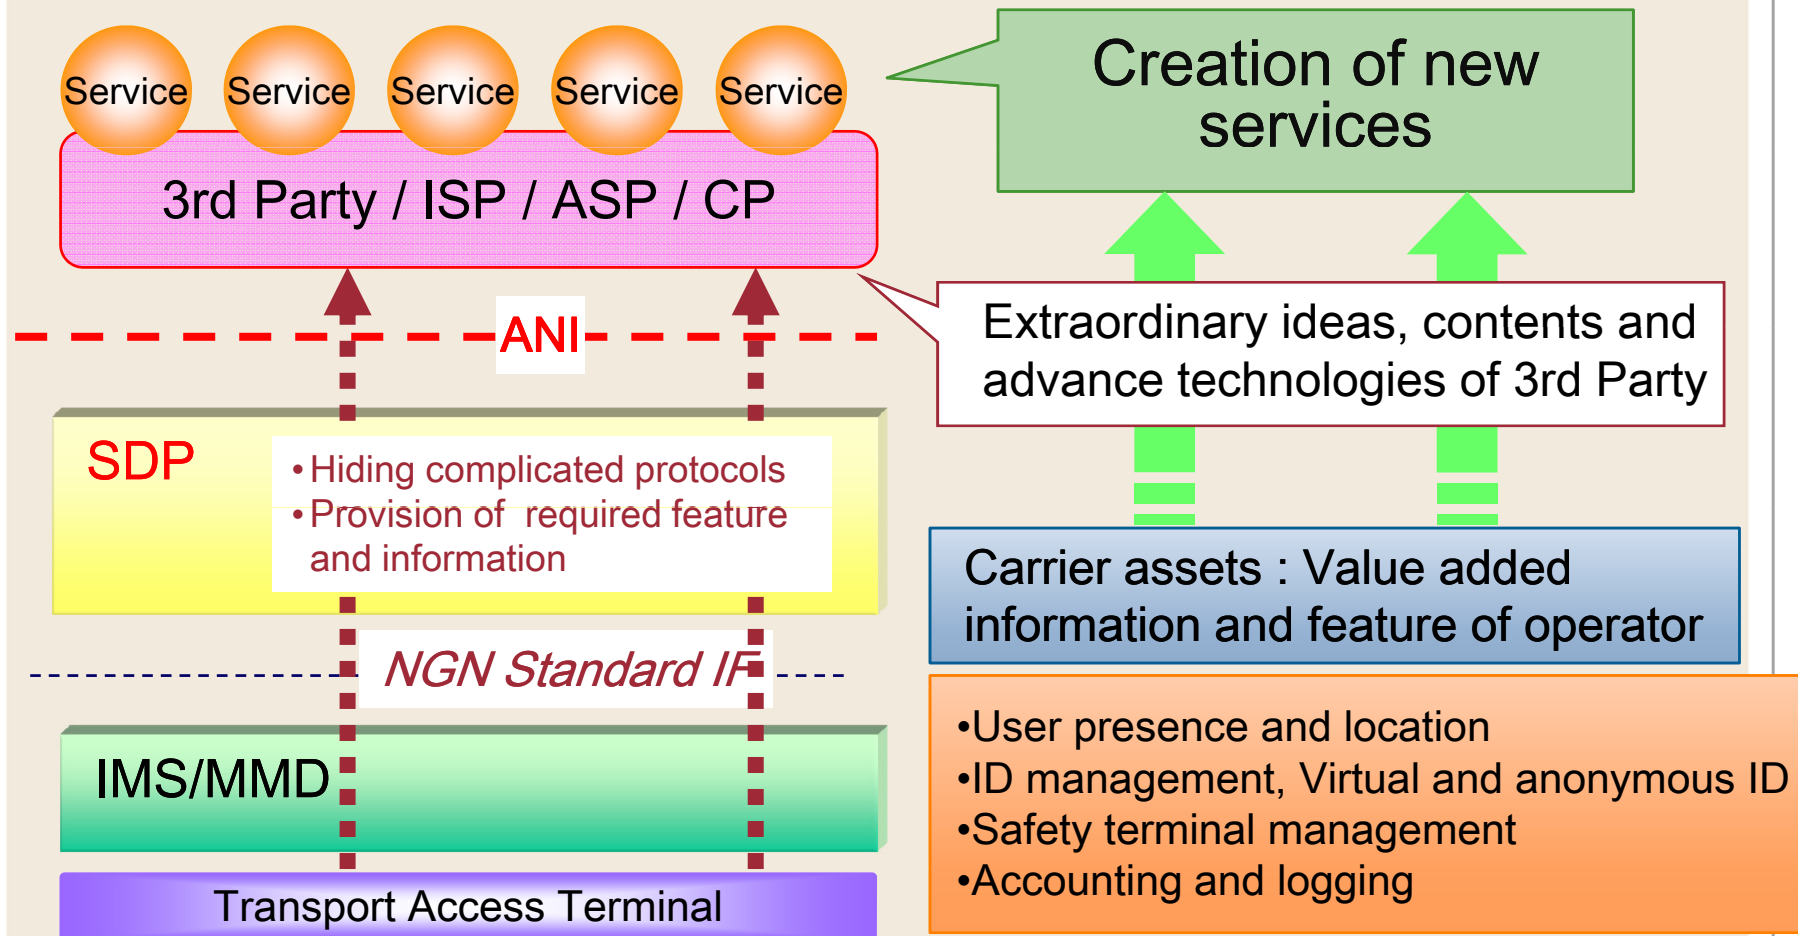 Service Service Service Service Service
3rd Party / ISP / ASP / CP
ANI
SDP
•Hiding complicated protocols
•Provision of required feature
and information
NGN Standard IF
IMS/MMD
Transport Access Terminal
Creation of new
services
Extraordinary ideas, contents and
advance technologies of 3rd Party
Carrier assets : Value added
information and feature of operator
•User presence and location
•ID management, Virtual and anonymous ID
•Safety terminal management
•Accounting and logging